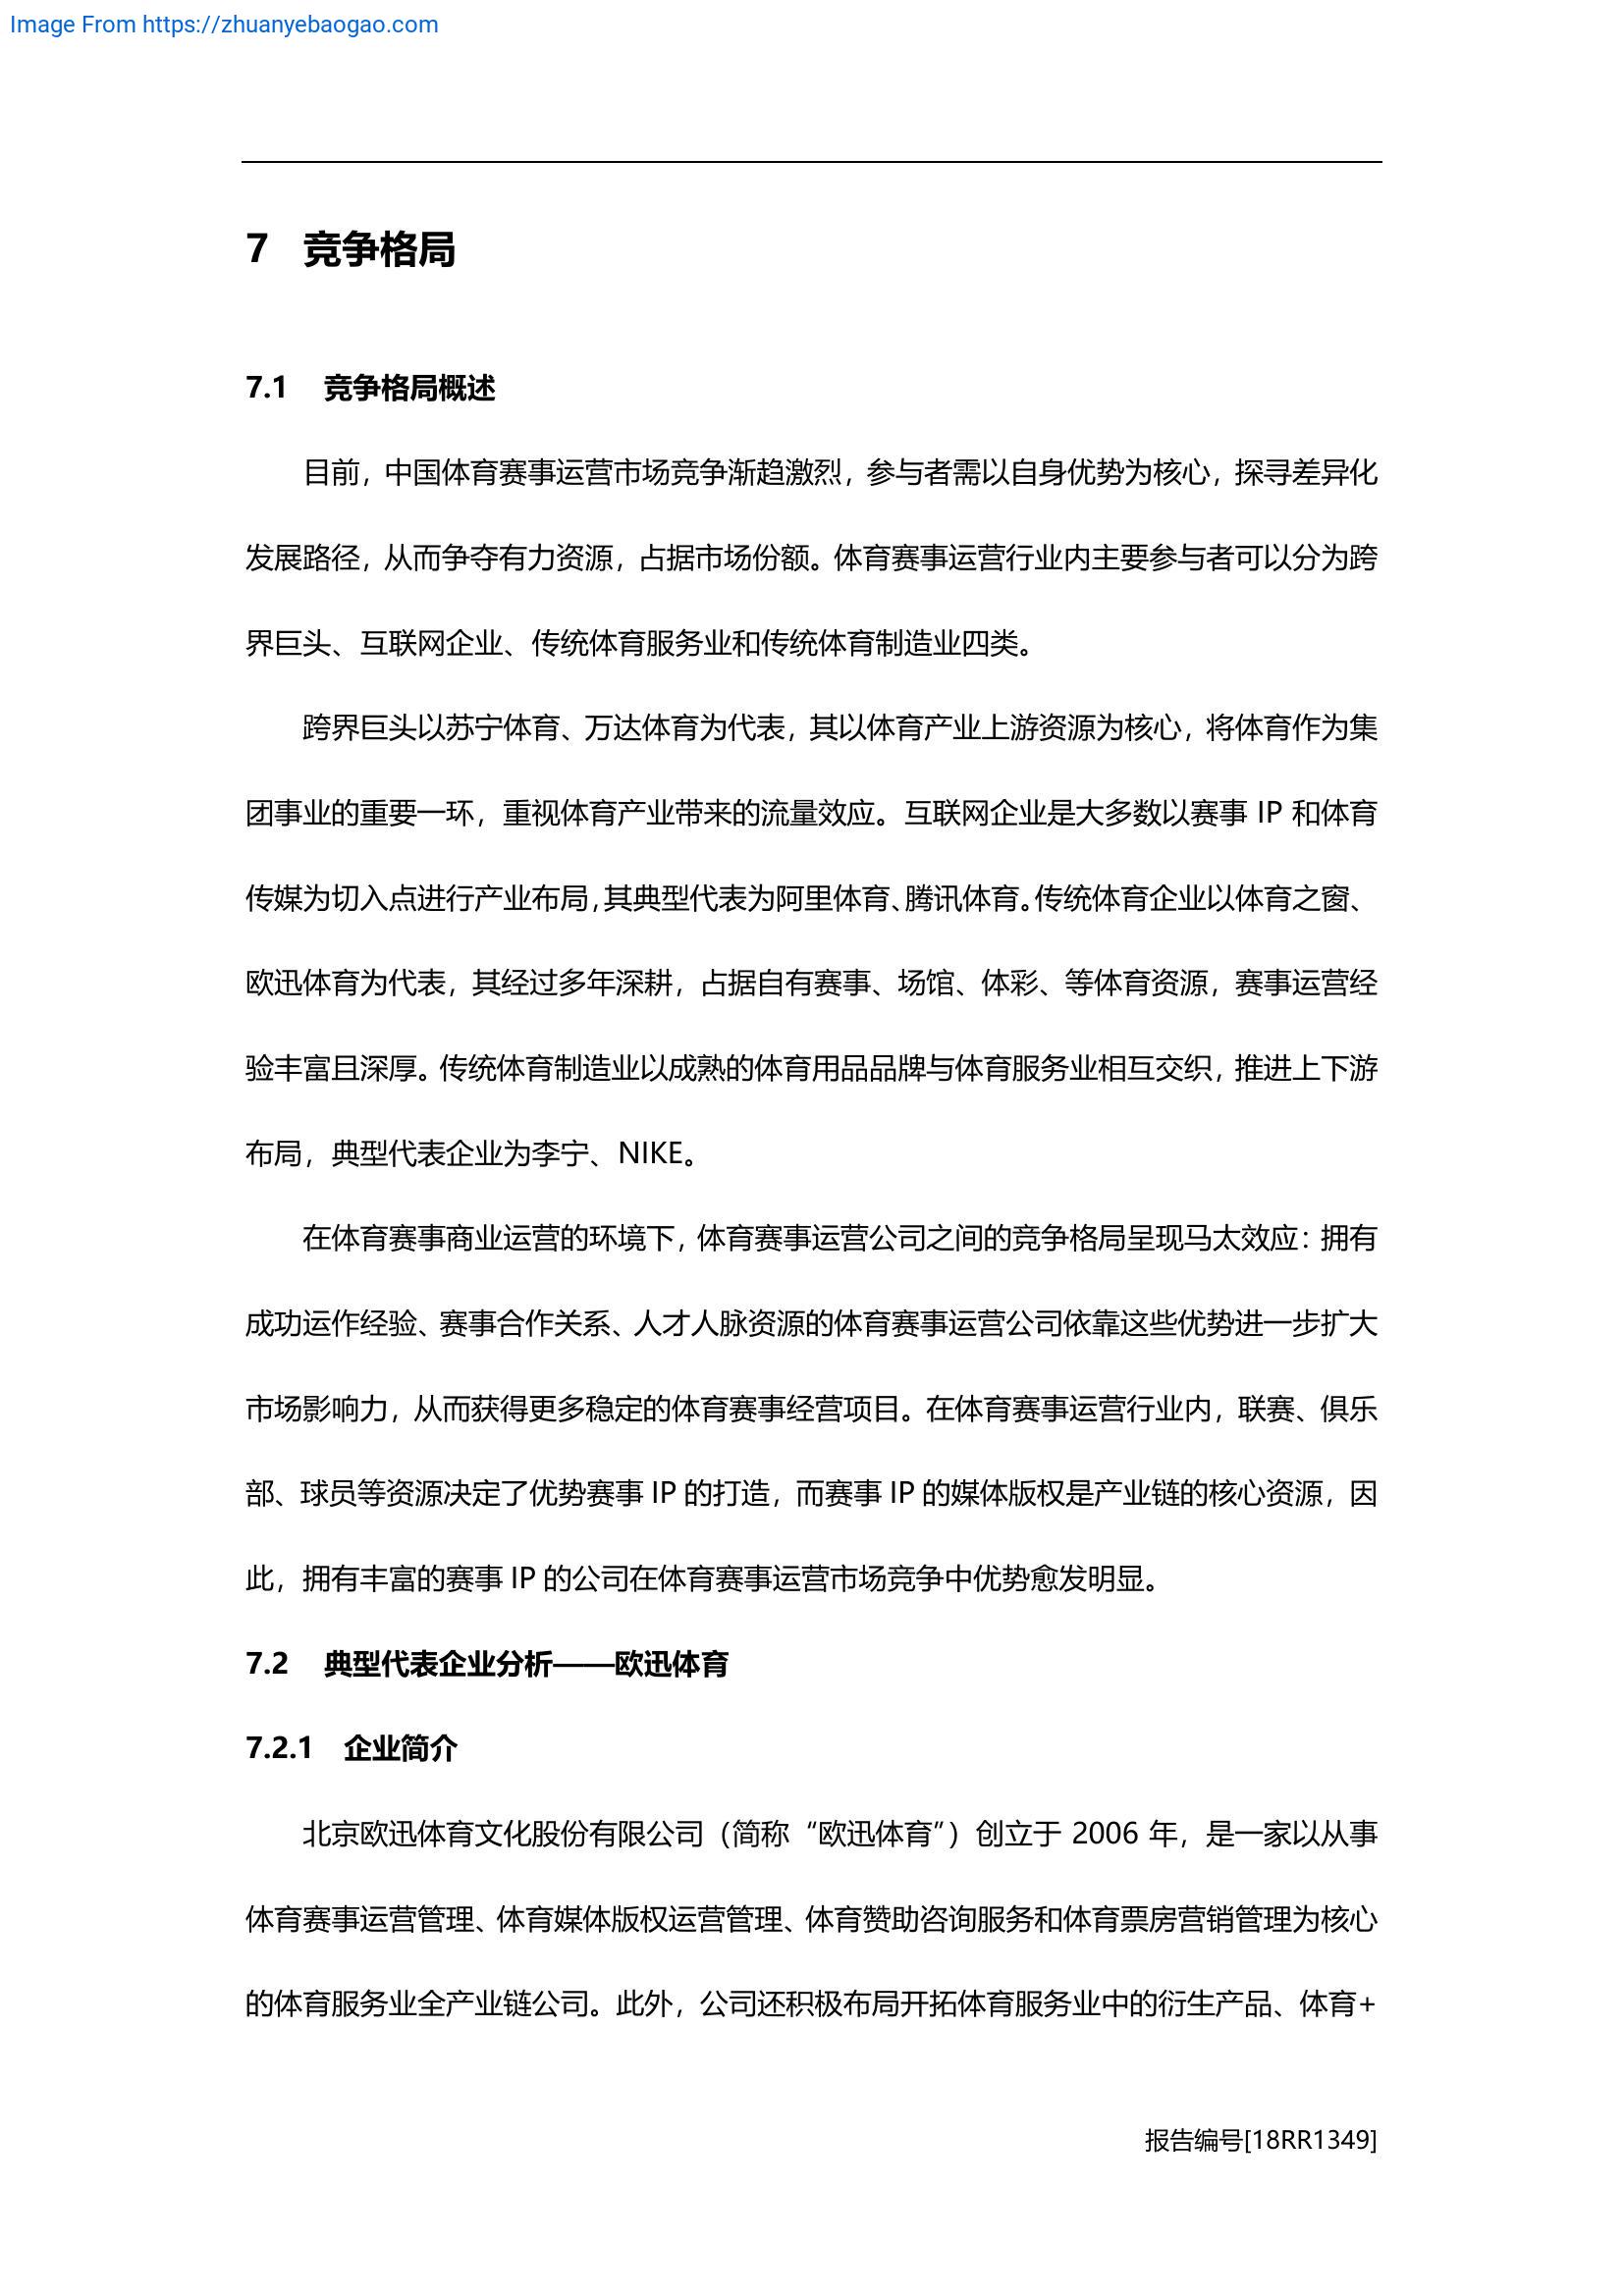 Image From https://zhuanyebaogao.com
7 竞争格局
7.1 竞争格局概述
目前，中国体育赛事运营市场竞争渐趋激烈，参与者需以自身优势为核心，探寻差异化
发展路径，从而争夺有力资源，占据市场份额。体育赛事运营行业内主要参与者可以分为跨
界巨头、互联网企业、传统体育服务业和传统体育制造业四类。
跨界巨头以苏宁体育、万达体育为代表，其以体育产业上游资源为核心，将体育作为集
团事业的重要一环，重视体育产业带来的流量效应。互联网企业是大多数以赛事 IP 和体育
传媒为切入点进行产业布局，其典型代表为阿里体育、腾讯体育。传统体育企业以体育之窗、
欧迅体育为代表，其经过多年深耕，占据自有赛事、场馆、体彩、等体育资源，赛事运营经
验丰富且深厚。传统体育制造业以成熟的体育用品品牌与体育服务业相互交织，推进上下游
布局，典型代表企业为李宁、NIKE。
在体育赛事商业运营的环境下，体育赛事运营公司之间的竞争格局呈现马太效应：拥有
成功运作经验、赛事合作关系、人才人脉资源的体育赛事运营公司依靠这些优势进一步扩大
市场影响力，从而获得更多稳定的体育赛事经营项目。在体育赛事运营行业内，联赛、俱乐
部、球员等资源决定了优势赛事 IP 的打造，而赛事 IP 的媒体版权是产业链的核心资源，因
此，拥有丰富的赛事 IP 的公司在体育赛事运营市场竞争中优势愈发明显。
7.2 典型代表企业分析——欧迅体育
7.2.1 企业简介
北京欧迅体育文化股份有限公司（简称“欧迅体育”）创立于 2006 年，是一家以从事
体育赛事运营管理、体育媒体版权运营管理、体育赞助咨询服务和体育票房营销管理为核心
的体育服务业全产业链公司。此外，公司还积极布局开拓体育服务业中的衍生产品、体育+
报告编号[18RR1349]